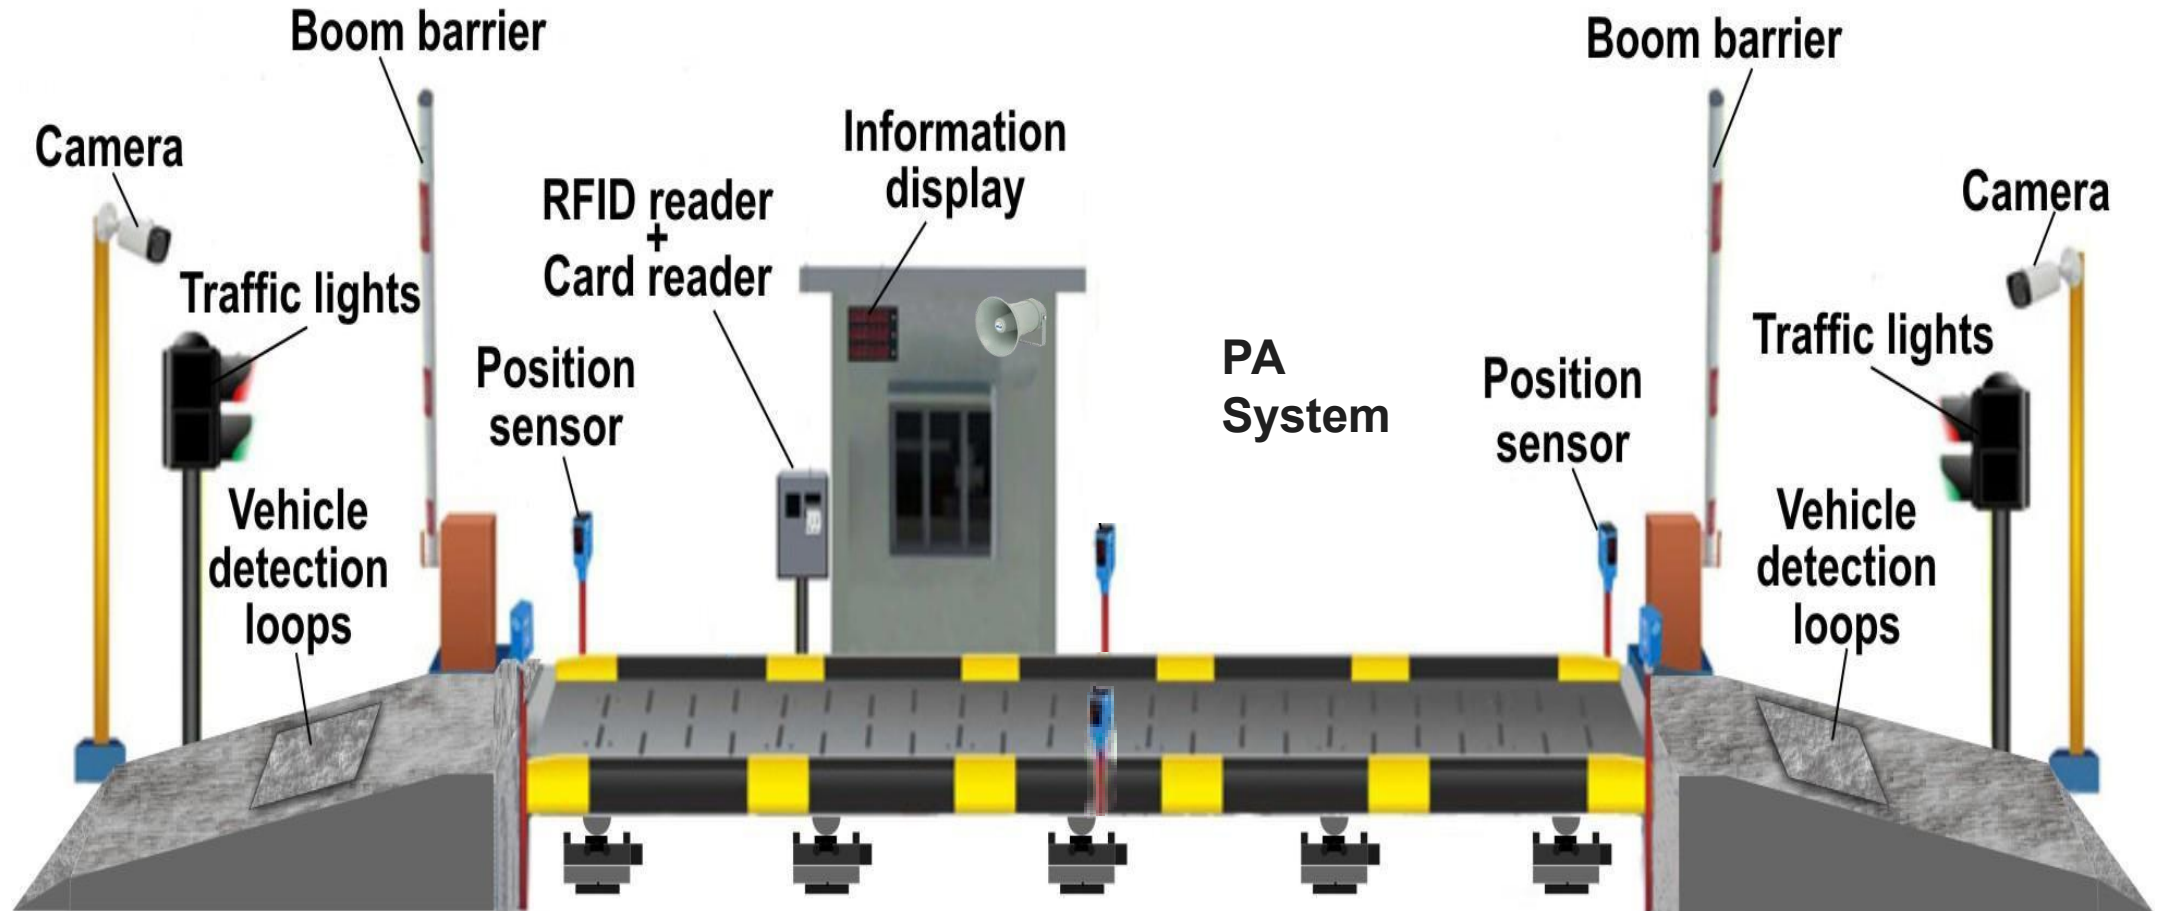 Boom barrier
Boom barrier
Camera
Information
display
RFID reader
+
Card reader
Camera
Traffic lights
Traffic lights
Position
sensor
PA
System
Position
sensor
Vehicle
detection
loops
Vehicle
detection
loops